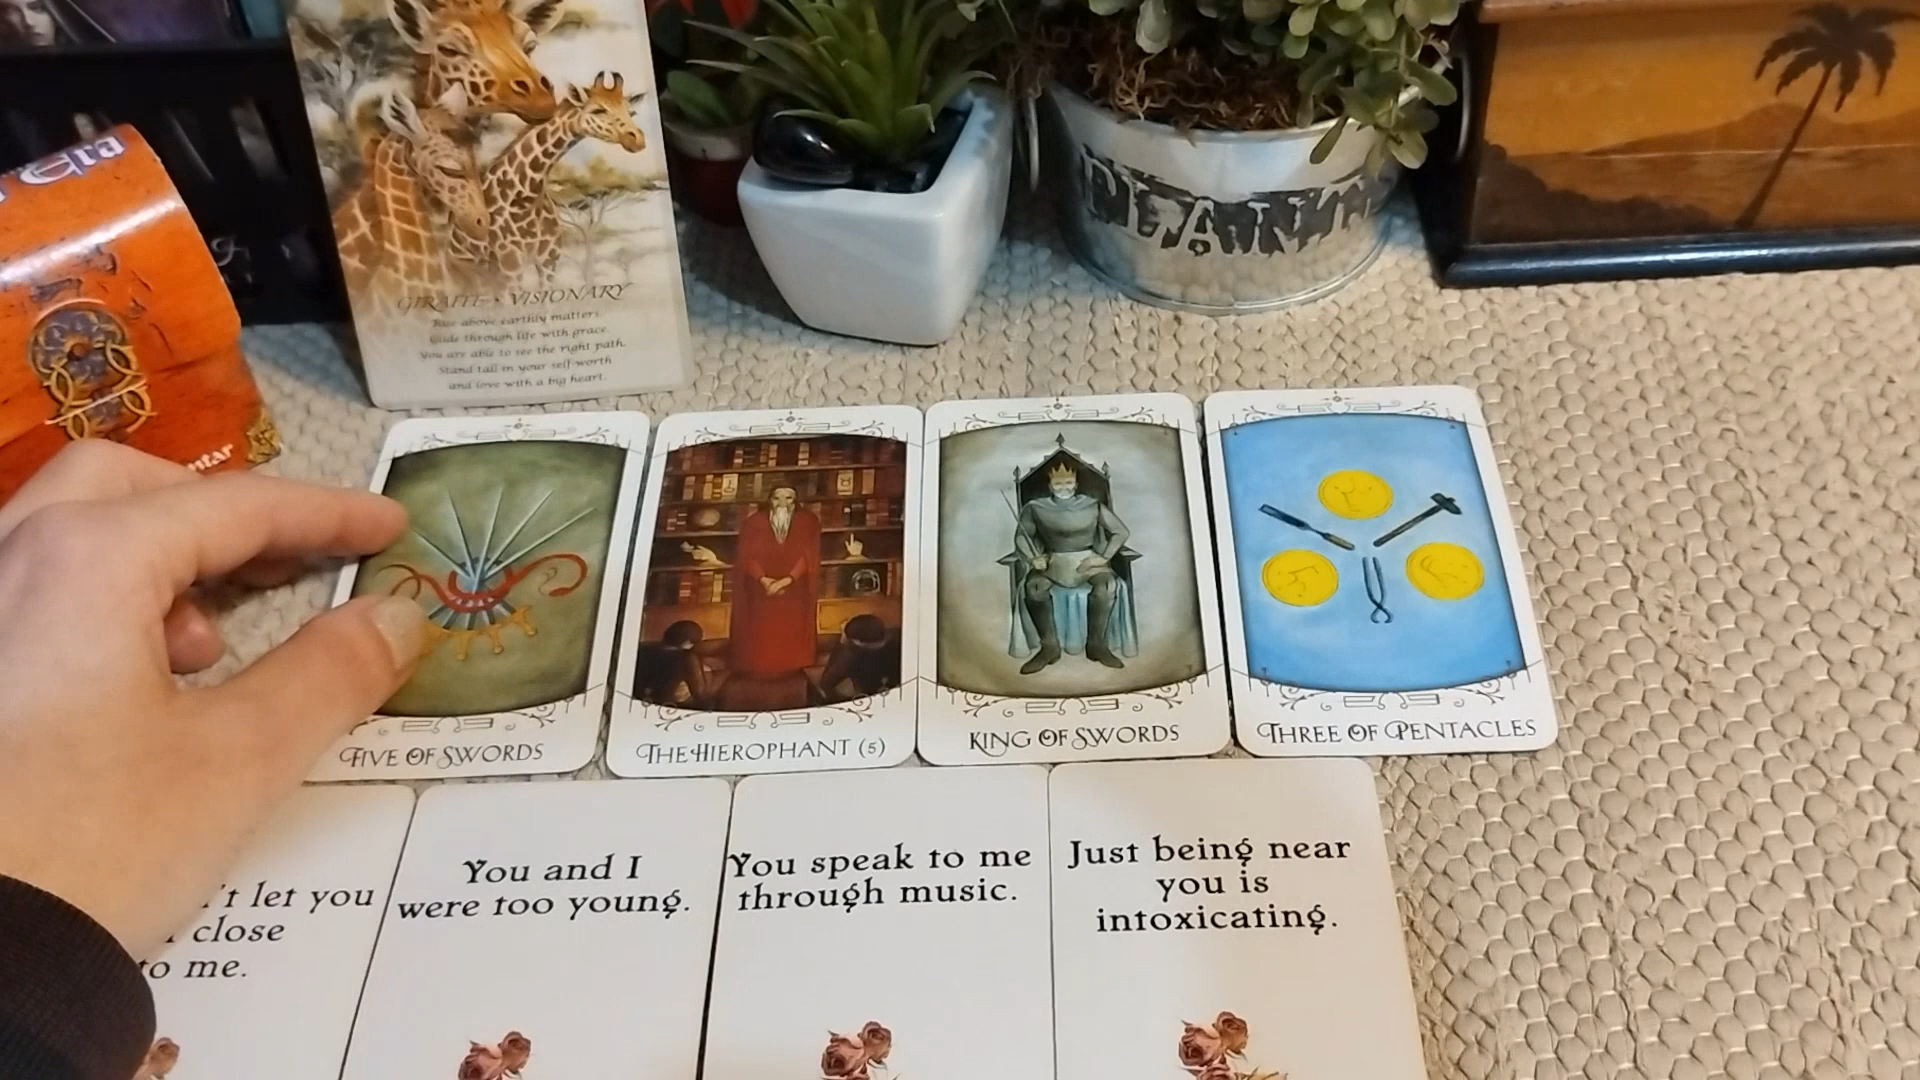 GIRAFFE • VISIONARY
Rise above earthly matters.
Glide through life with grace.
You are able to see the right path.
Stand tall in your self-worth
and love with a big heart.
FIVE OF SWORDS
THE HIEROPHANT (5)
KING OF SWORDS
THREE OF PENTACLES
't let you
close
to me.
You and I
were too young.
You speak to me
through music.
Just being near
you is
intoxicating.